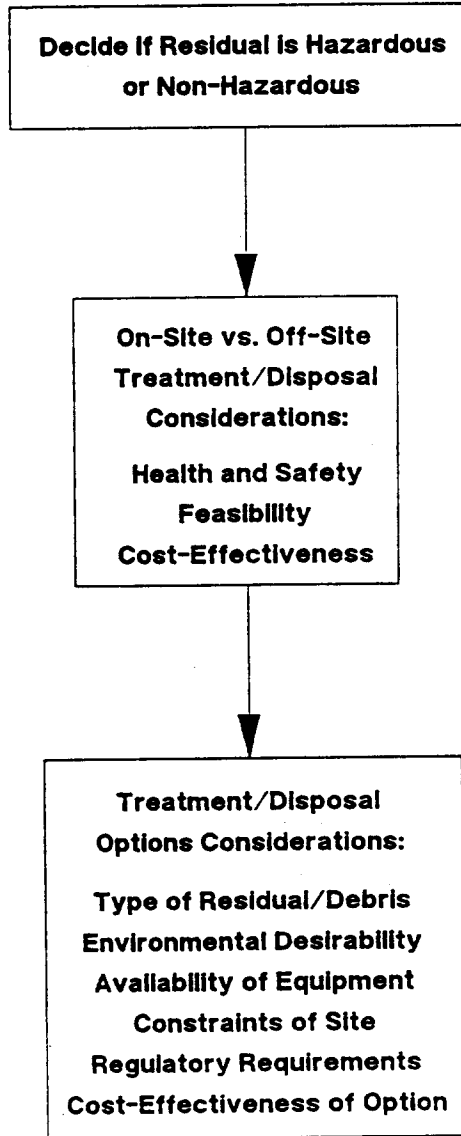 Decide if Residual is Hazardous
or Non-Hazardous
On-Site vs. Off-Site
Treatment/Disposal
Considerations:
Health and Safety
Feasibility
Cost-Effectiveness
Treatment/Disposal
Options Considerations:
Type of Residual/Debris
Environmental Desirability
Availability of Equipment
Constraints of Site
Regulatory Requirements
Cost-Effectiveness of Option